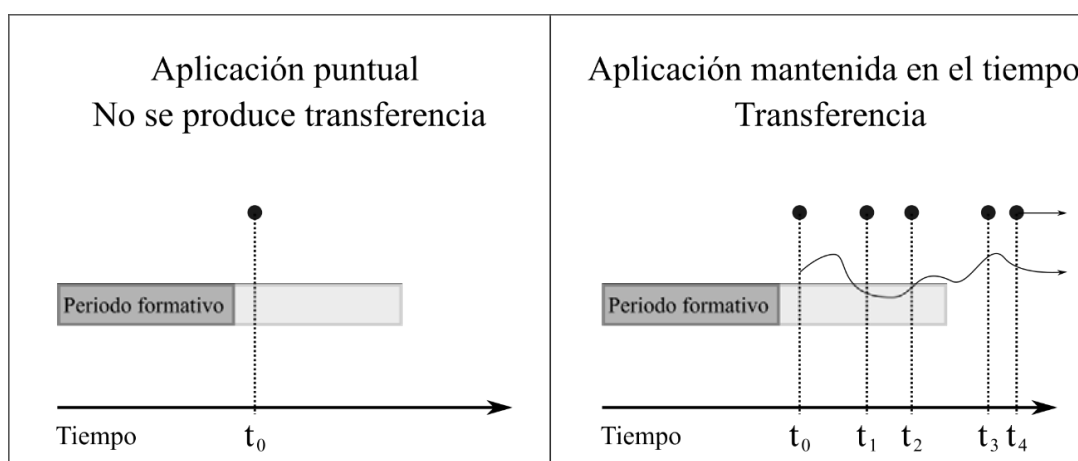 Aplicación puntual
No se produce transferencia
Periodo formativo
Tiempo
t₀
Aplicación mantenida en el tiempo
Transferencia
Periodo formativo
Tiempo
t₀ t₁ t₂ t₃ t₄